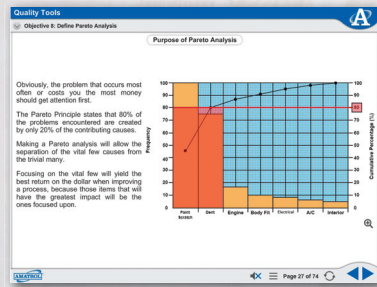 Quality Tools
Objective 8: Define Pareto Analysis
A
Purpose of Pareto Analysis
Obviously, the problem that occurs most
often or costs you the most money
should get attention first.
The Pareto Principle states that 80% of
the problems encountered are created
by only 20% of the contributing causes.
Making a Pareto analysis will allow the
separation of the vital few causes from
the trivial many.
Focusing on the vital few will yield the
best return on the dollar when improving
a process, because those items that will
have the greatest impact will be the
ones focused upon.
Frequency
100
90
80
70
60
50
40
30
20
10
0
100
90
80
70
60
50
40
30
20
10
0
Cumulative Percentage (%)
Paint Scratch
Dent
Engine
Body Fit
Electrical
A/C
Interior
AMATROL
Page 27 of 74